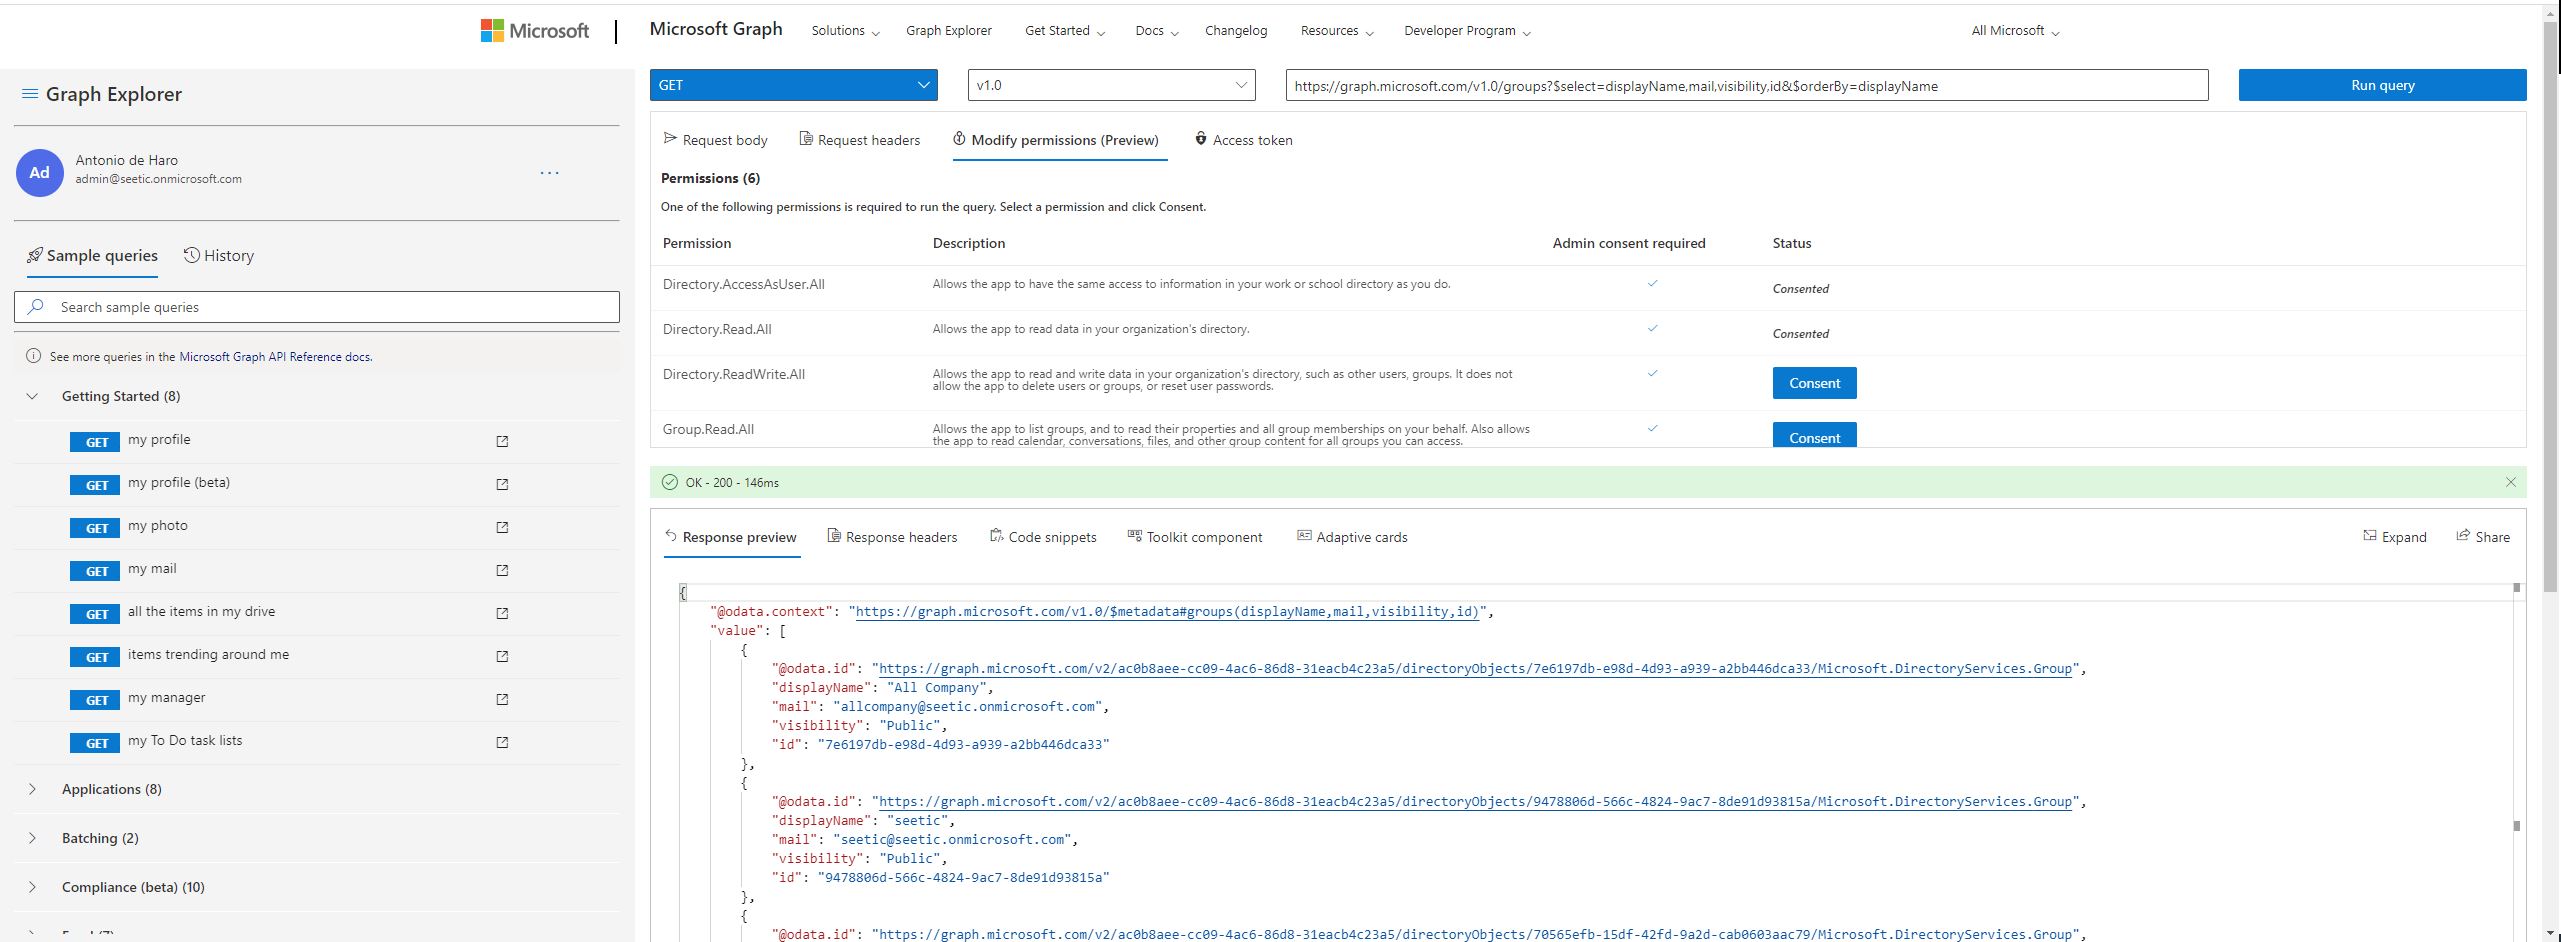 Microsoft
Microsoft Graph
Solutions
Graph Explorer
Get Started
Docs
Changelog
Resources
Developer Program
All Microsoft
Graph Explorer
Ad
Antonio de Haro
admin@seetic.onmicrosoft.com
...
Sample queries
History
Search sample queries
See more queries in the Microsoft Graph API Reference docs.
Getting Started (8)
GET my profile
GET my profile (beta)
GET my photo
GET my mail
GET all the items in my drive
GET items trending around me
GET my manager
GET my To Do task lists
Applications (8)
Batching (2)
Compliance (beta) (10)
GET
v1.0
https://graph.microsoft.com/v1.0/groups?$select=displayName,mail,visibility,id&$orderBy=displayName
Run query
Request body
Request headers
Modify permissions (Preview)
Access token
Permissions (6)
One of the following permissions is required to run the query. Select a permission and click Consent.
Permission Description Admin consent required Status
Directory.AccessAsUser.All Allows the app to have the same access to information in your work or school directory as you do. Consented
Directory.Read.All Allows the app to read data in your organization's directory. Consented
Directory.ReadWrite.All Allows the app to read and write data in your organization's directory, such as other users, groups. It does not
allow the app to delete users or groups, or reset user passwords.
Consent
Group.Read.All Allows the app to list groups, and to read their properties and all group memberships on your behalf. Also allows
the app to read calendar, conversations, files, and other group content for all groups you can access.
Consent
OK - 200 - 146ms
Response preview
Response headers
Code snippets
Toolkit component
Adaptive cards
Expand
Share
{
"@odata.context": "https://graph.microsoft.com/v1.0/$metadata#groups(displayName,mail,visibility,id)",
"value": [
{
"@odata.id": "https://graph.microsoft.com/v2/ac0b8aee-cc09-4ac6-86d8-31eacb4c23a5/directoryObjects/7e6197db-e98d-4d93-a939-a2bb446dca33/Microsoft.DirectoryServices.Group",
"displayName": "All Company",
"mail": "allcompany@seetic.onmicrosoft.com",
"visibility": "Public",
"id": "7e6197db-e98d-4d93-a939-a2bb446dca33"
},
{
"@odata.id": "https://graph.microsoft.com/v2/ac0b8aee-cc09-4ac6-86d8-31eacb4c23a5/directoryObjects/9478806d-566c-4824-9ac7-8de91d93815a/Microsoft.DirectoryServices.Group",
"displayName": "seetic",
"mail": "seetic@seetic.onmicrosoft.com",
"visibility": "Public",
"id": "9478806d-566c-4824-9ac7-8de91d93815a"
},
{
"@odata.id": "https://graph.microsoft.com/v2/ac0b8aee-cc09-4ac6-86d8-31eacb4c23a5/directoryObjects/70565efb-15df-42fd-9a2d-cab0603aac79/Microsoft.DirectoryServices.Group",